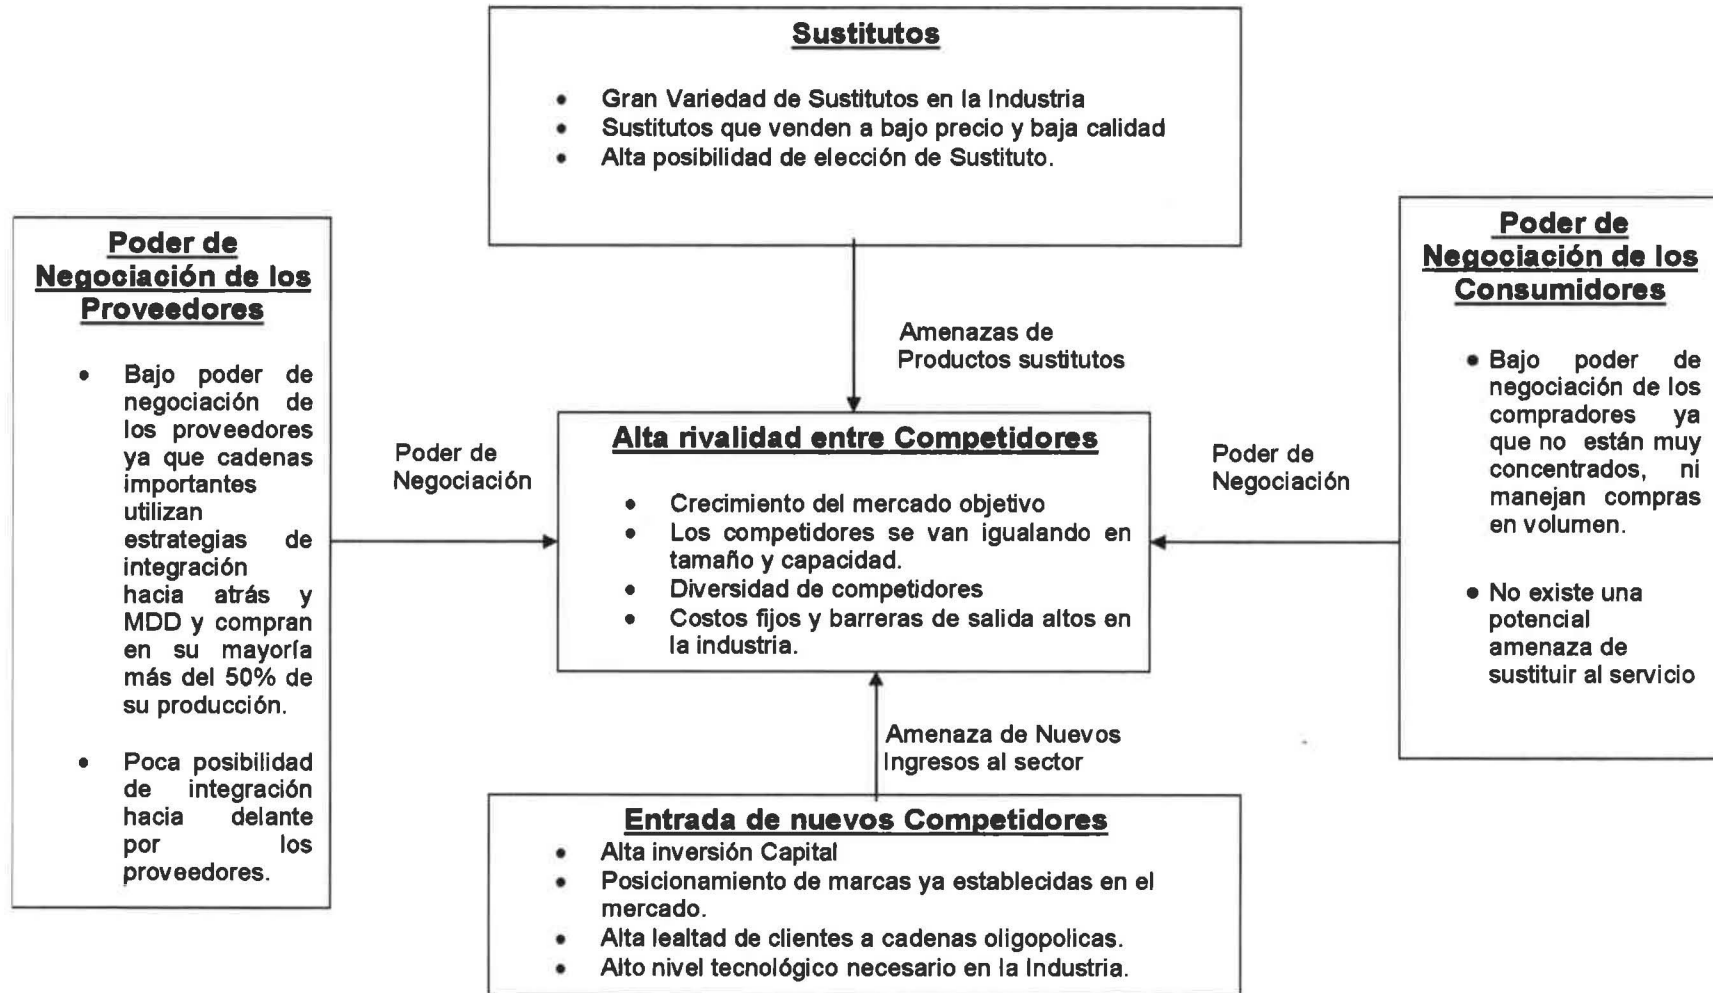 Sustitutos
• Gran Variedad de Sustitutos en la Industria
• Sustitutos que venden a bajo precio y baja calidad
• Alta posibilidad de elección de Sustituto.
Poder de
Negociación de los
Proveedores
• Bajo poder de
negociación de
los proveedores
ya que cadenas
importantes
utilizan
estrategias de
integración
hacia atrás y
MDD y compran
en su mayoría
más del 50% de
su producción.
• Poca posibilidad
de integración
hacia delante
por los
proveedores.
Poder de
Negociación
Amenazas de
Productos sustitutos
Alta rivalidad entre Competidores
• Crecimiento del mercado objetivo
• Los competidores se van igualando en
tamaño y capacidad.
• Diversidad de competidores
• Costos fijos y barreras de salida altos en
la industria.
Poder de
Negociación
Poder de
Negociación de los
Consumidores
• Bajo poder de
negociación de los
compradores ya
que no están muy
concentrados, ni
manejan compras
en volumen.
• No existe una
potencial
amenaza de
sustituir al servicio
Amenaza de Nuevos
Ingresos al sector
Entrada de nuevos Competidores
• Alta inversión Capital
• Posicionamiento de marcas ya establecidas en el
mercado.
• Alta lealtad de clientes a cadenas oligopolicas.
• Alto nivel tecnológico necesario en la Industria.